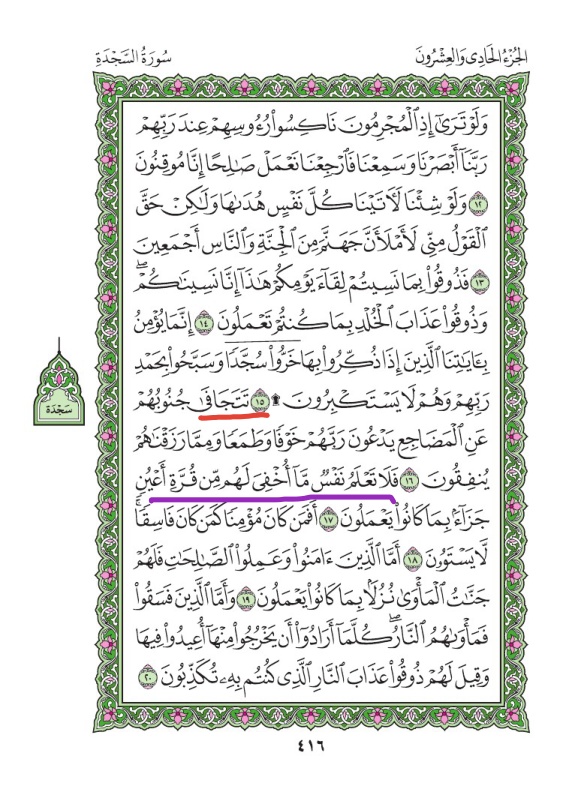 الجُزْءُ الحَادِى وَالعِشْرُونَ سُورَةُ السَّجْدَةِ
وَلَوْ تَرَىٰٓ إِذِ ٱلْمُجْرِمُونَ نَاكِسُوا۟ رُءُوسِهِمْ عِندَ رَبِّهِمْ
رَبَّنَآ أَبْصَرْنَا وَسَمِعْنَا فَٱرْجِعْنَا نَعْمَلْ صَـٰلِحًا إِنَّا مُوقِنُونَ
١٢ وَلَوْ شِئْنَا لَـَٔاتَيْنَا كُلَّ نَفْسٍ هُدَىٰهَا وَلَـٰكِنْ حَقَّ
ٱلْقَوْلُ مِنِّى لَأَمْلَأَنَّ جَهَنَّمَ مِنَ ٱلْجِنَّةِ وَٱلنَّاسِ أَجْمَعِينَ
١٣ فَذُوقُوا۟ بِمَا نَسِيتُمْ لِقَآءَ يَوْمِكُمْ هَـٰذَآ إِنَّا نَسِينَـٰكُمْ ۖ
وَذُوقُوا۟ عَذَابَ ٱلْخُلْدِ بِمَا كُنتُمْ تَعْمَلُونَ ١٤ إِنَّمَا يُؤْمِنُ
بِـَٔايَـٰتِنَا ٱلَّذِينَ إِذَا ذُكِّرُوا۟ بِهَا خَرُّوا۟ سُجَّدًا وَسَبَّحُوا۟ بِحَمْدِ
رَبِّهِمْ وَهُمْ لَا يَسْتَكْبِرُونَ ۩ ١٥ تَتَجَافَىٰ جُنُوبُهُمْ
سَجْدَة
عَنِ ٱلْمَضَاجِعِ يَدْعُونَ رَبَّهُمْ خَوْفًا وَطَمَعًا وَمِمَّا رَزَقْنَـٰهُمْ
يُنفِقُونَ ١٦ فَلَا تَعْلَمُ نَفْسٌ مَّآ أُخْفِىَ لَهُم مِّن قُرَّةِ أَعْيُنٍ
جَزَآءًۢ بِمَا كَانُوا۟ يَعْمَلُونَ ١٧ أَفَمَن كَانَ مُؤْمِنًا كَمَن كَانَ فَاسِقًا ۚ
لَّا يَسْتَوُۥنَ ١٨ أَمَّا ٱلَّذِينَ ءَامَنُوا۟ وَعَمِلُوا۟ ٱلصَّـٰلِحَـٰتِ فَلَهُمْ
جَنَّـٰتُ ٱلْمَأْوَىٰ نُزُلًۢا بِمَا كَانُوا۟ يَعْمَلُونَ ١٩ وَأَمَّا ٱلَّذِينَ فَسَقُوا۟
فَمَأْوَىٰهُمُ ٱلنَّارُ ۖ كُلَّمَآ أَرَادُوٓا۟ أَن يَخْرُجُوا۟ مِنْهَآ أُعِيدُوا۟ فِيهَا
وَقِيلَ لَهُمْ ذُوقُوا۟ عَذَابَ ٱلنَّارِ ٱلَّذِى كُنتُم بِهِۦ تُكَذِّبُونَ ٢٠
٤١٦